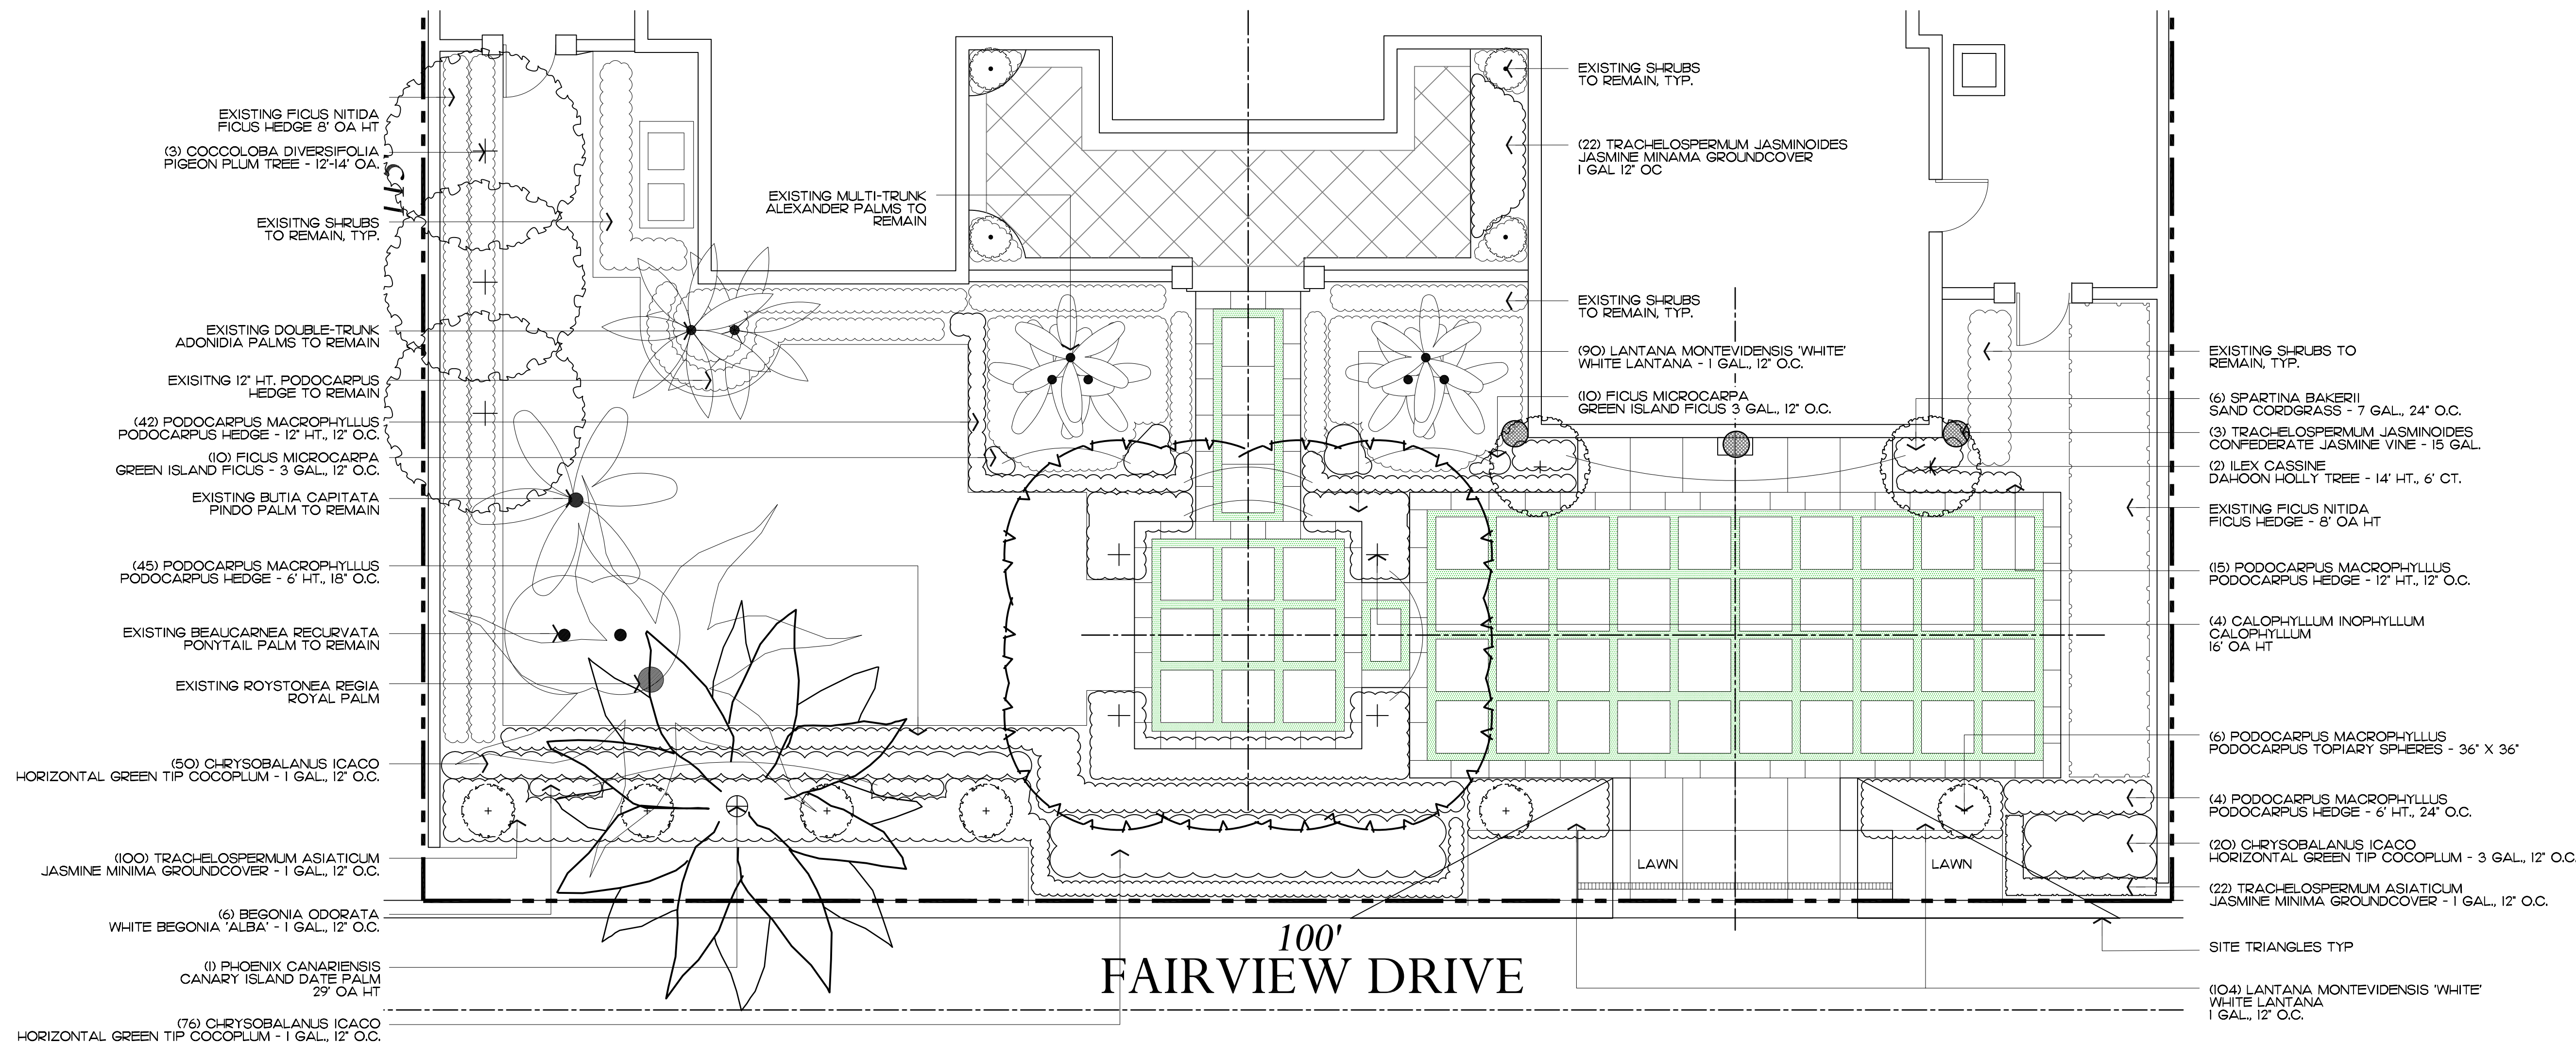 EXISTING FICUS NITIDA
FICUS HEDGE 8' OA HT
(3) COCCOLOBA DIVERSIFOLIA
PIGEON PLUM TREE - 12'-14' OA.
EXISITNG SHRUBS
TO REMAIN, TYP.
EXISTING DOUBLE-TRUNK
ADONIDIA PALMS TO REMAIN
EXISITNG 12" HT. PODOCARPUS
HEDGE TO REMAIN
(42) PODOCARPUS MACROPHYLLUS
PODOCARPUS HEDGE - 12" HT., 12" O.C.
(10) FICUS MICROCARPA
GREEN ISLAND FICUS - 3 GAL., 12" O.C.
EXISTING BUTIA CAPITATA
PINDO PALM TO REMAIN
(45) PODOCARPUS MACROPHYLLUS
PODOCARPUS HEDGE - 6' HT., 18" O.C.
EXISTING BEAUCARNEA RECURVATA
PONYTAIL PALM TO REMAIN
EXISTING ROYSTONEA REGIA
ROYAL PALM
(50) CHRYSOBALANUS ICACO
HORIZONTAL GREEN TIP COCOPLUM - 1 GAL., 12" O.C.
(100) TRACHELOSPERMUM ASIATICUM
JASMINE MINIMA GROUNDCOVER - 1 GAL., 12" O.C.
(6) BEGONIA ODORATA
WHITE BEGONIA 'ALBA' - 1 GAL., 12" O.C.
(1) PHOENIX CANARIENSIS
CANARY ISLAND DATE PALM
29' OA HT
(76) CHRYSOBALANUS ICACO
HORIZONTAL GREEN TIP COCOPLUM - 1 GAL., 12" O.C.
EXISTING MULTI-TRUNK
ALEXANDER PALMS TO
REMAIN
EXISTING SHRUBS
TO REMAIN, TYP.
(22) TRACHELOSPERMUM JASMINOIDES
JASMINE MINAMA GROUNDCOVER
1 GAL 12" OC
EXISTING SHRUBS
TO REMAIN, TYP.
(90) LANTANA MONTEVIDENSIS 'WHITE'
WHITE LANTANA - 1 GAL., 12" O.C.
(10) FICUS MICROCARPA
GREEN ISLAND FICUS 3 GAL., 12" O.C.
LAWN
LAWN
100'
FAIRVIEW DRIVE
EXISTING SHRUBS TO
REMAIN, TYP.
(6) SPARTINA BAKERII
SAND CORDGRASS - 7 GAL., 24" O.C.
(3) TRACHELOSPERMUM JASMINOIDES
CONFEDERATE JASMINE VINE - 15 GAL.
(2) ILEX CASSINE
DAHOON HOLLY TREE - 14' HT., 6' CT.
EXISTING FICUS NITIDA
FICUS HEDGE - 8' OA HT
(15) PODOCARPUS MACROPHYLLUS
PODOCARPUS HEDGE - 12" HT., 12" O.C.
(4) CALOPHYLLUM INOPHYLLUM
CALOPHYLLUM
16' OA HT
(6) PODOCARPUS MACROPHYLLUS
PODOCARPUS TOPIARY SPHERES - 36" X 36"
(4) PODOCARPUS MACROPHYLLUS
PODOCARPUS HEDGE - 6' HT., 24" O.C.
(20) CHRYSOBALANUS ICACO
HORIZONTAL GREEN TIP COCOPLUM - 3 GAL., 12" O.C.
(22) TRACHELOSPERMUM ASIATICUM
JASMINE MINIMA GROUNDCOVER - 1 GAL., 12" O.C.
SITE TRIANGLES TYP
(104) LANTANA MONTEVIDENSIS 'WHITE'
WHITE LANTANA
1 GAL., 12" O.C.